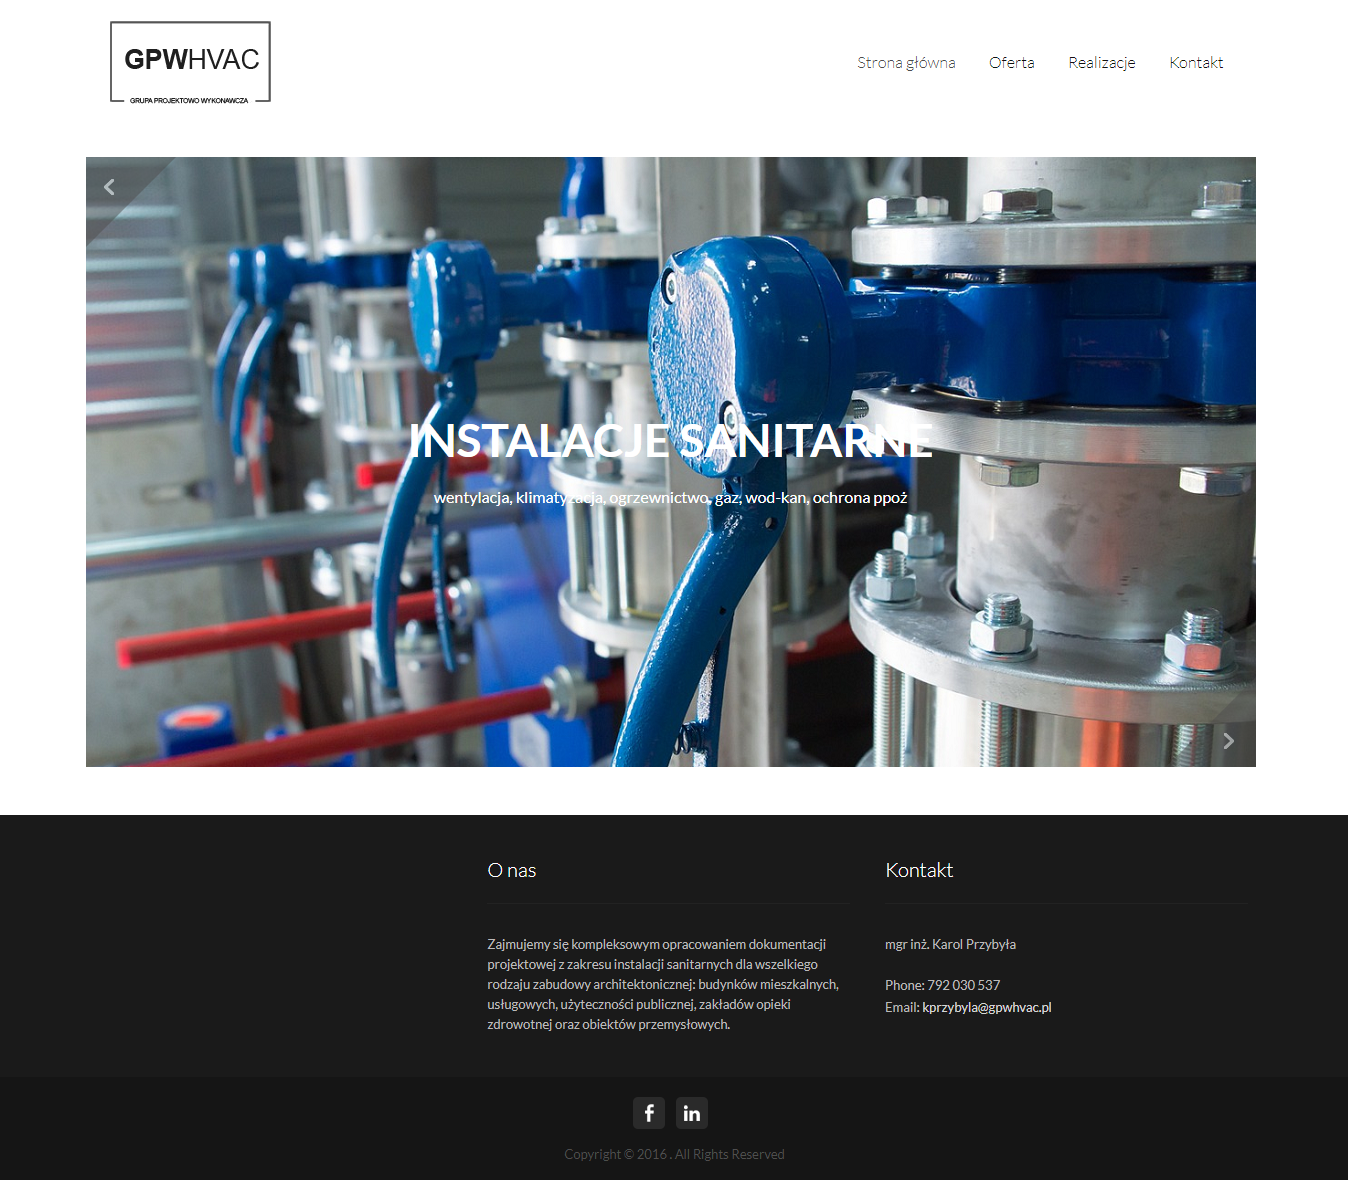 GPWHVAC
GRUPA PROJEKTOWO WYKONAWCZA
Strona główna Oferta Realizacje Kontakt
INSTALACJE SANITARNE
wentylacja, klimatyzacja, ogrzewnictwo, gaz, wod-kan, ochrona ppoż
O nas
Zajmujemy się kompleksowym opracowaniem dokumentacji
projektowej z zakresu instalacji sanitarnych dla wszelkiego
rodzaju zabudowy architektonicznej: budynków mieszkalnych,
usługowych, użyteczności publicznej, zakładów opieki
zdrowotnej oraz obiektów przemysłowych.
Kontakt
mgr inż. Karol Przybyła
Phone: 792 030 537
Email: kprzybyla@gpwhvac.pl
f in
Copyright © 2016 . All Rights Reserved